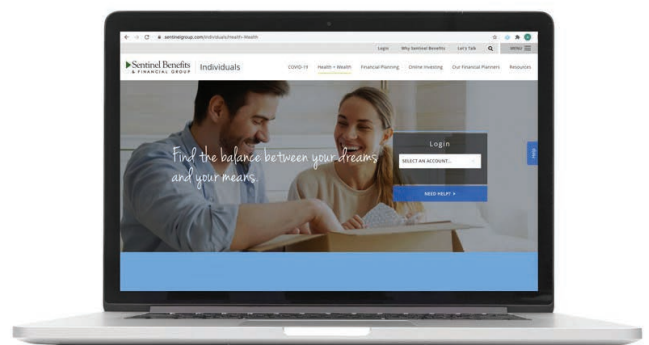 sentinelgroup.com/individuals/health-wealth
Login Why Sentinel Benefits Let's Talk MENU
Sentinel Benefits
& FINANCIAL GROUP
Individuals
COVID-19 Health + Wealth Financial Planning Online Investing Our Financial Planners Resources
Find the balance between your dreams
and your means.
Login
SELECT AN ACCOUNT...
NEED HELP? >